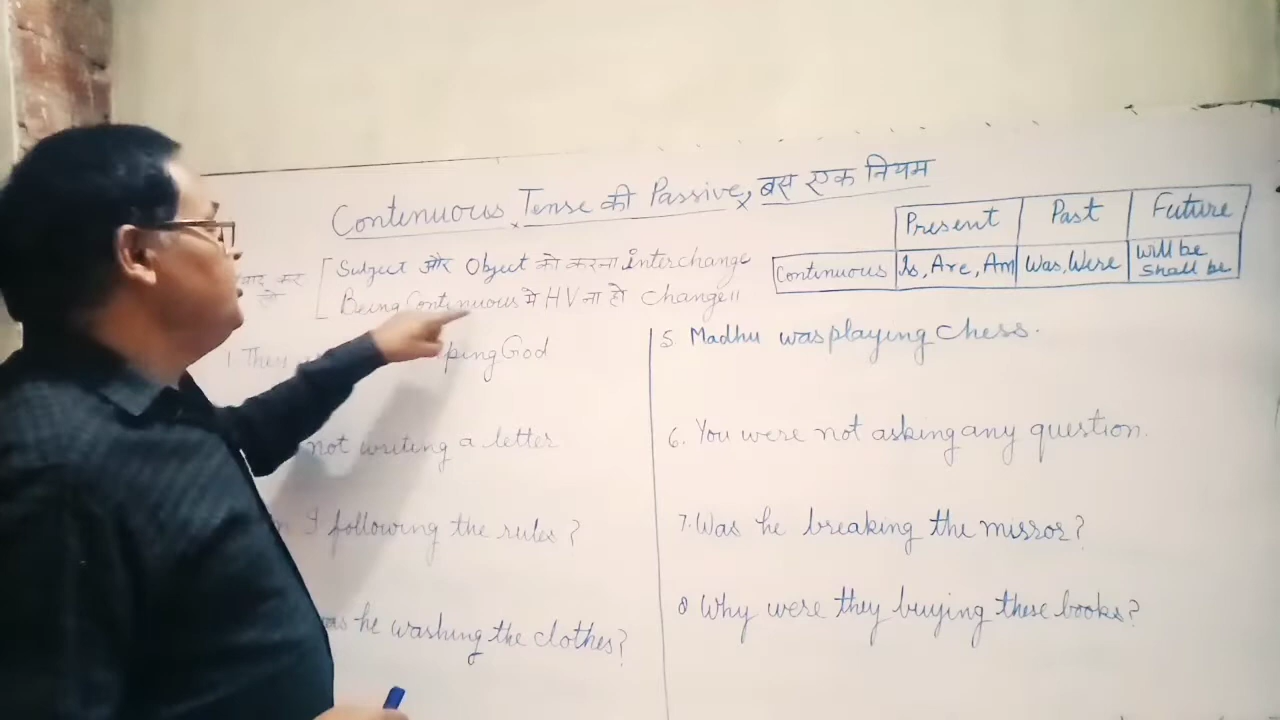 Continuous Tense की Passive, बस एक नियम
Present Past Future
Continuous Is, Are, Am Was, Were will be shall be
याद कर लो
Subject और Object को करना interchange
Being Continuous मे HV ना हो change॥
1. They pingGod
not writing a letter
I following the rules?
he washing the clothes?
5. Madhu was playing Chess.
6. You were not asking any question.
7. Was he breaking the mirror?
8 Why were they buying these books?